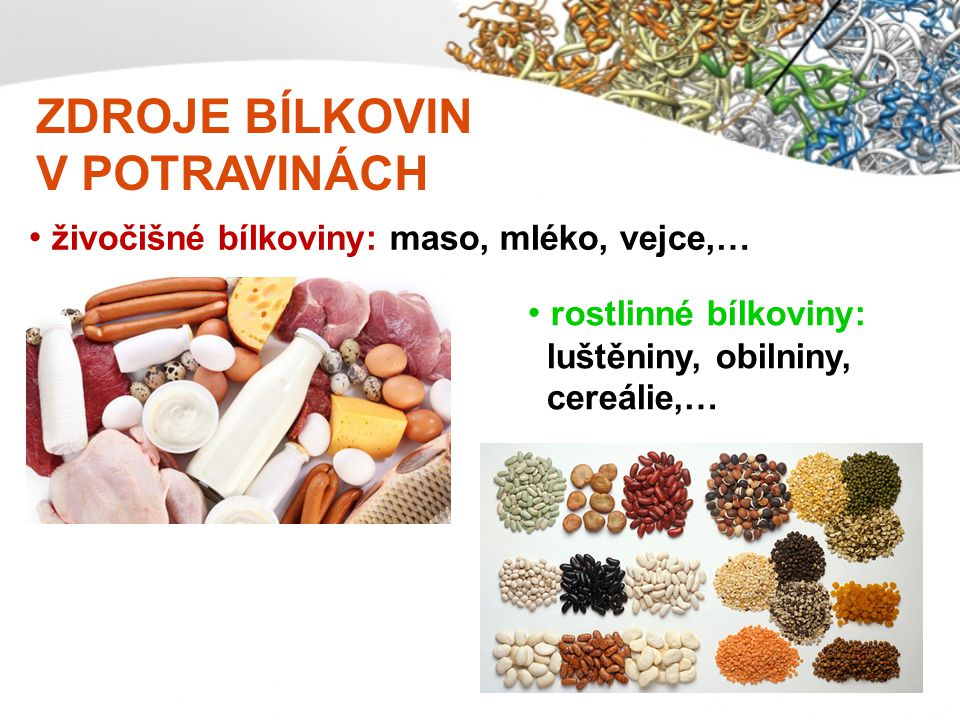 ZDROJE BÍLKOVIN
V POTRAVINÁCH
• živočišné bílkoviny: maso, mléko, vejce,…
• rostlinné bílkoviny:
luštěniny, obilniny,
cereálie,…